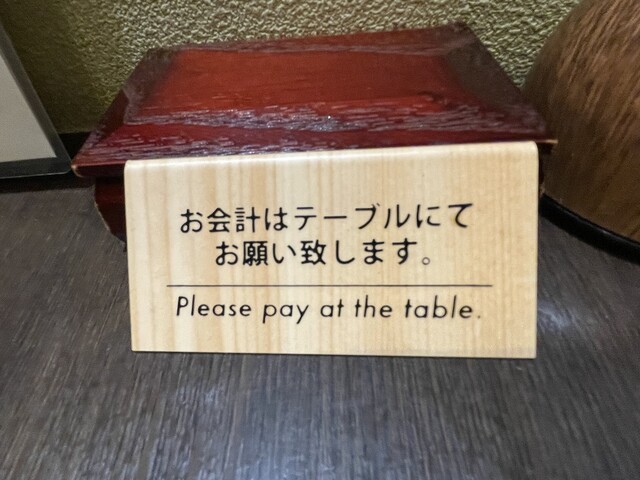 お会計はテーブルにて
お願い致します。
Please pay at the table.